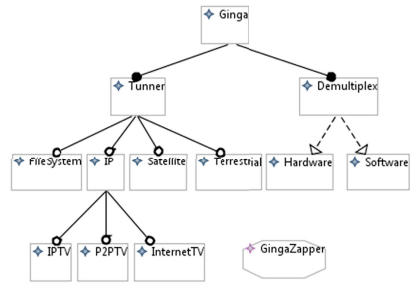 Ginga
Tunner
Demultiplex
FileSystem
IP
Satellite
Terrestrial
Hardware
Software
IPTV
P2PTV
InternetTV
GingaZapper